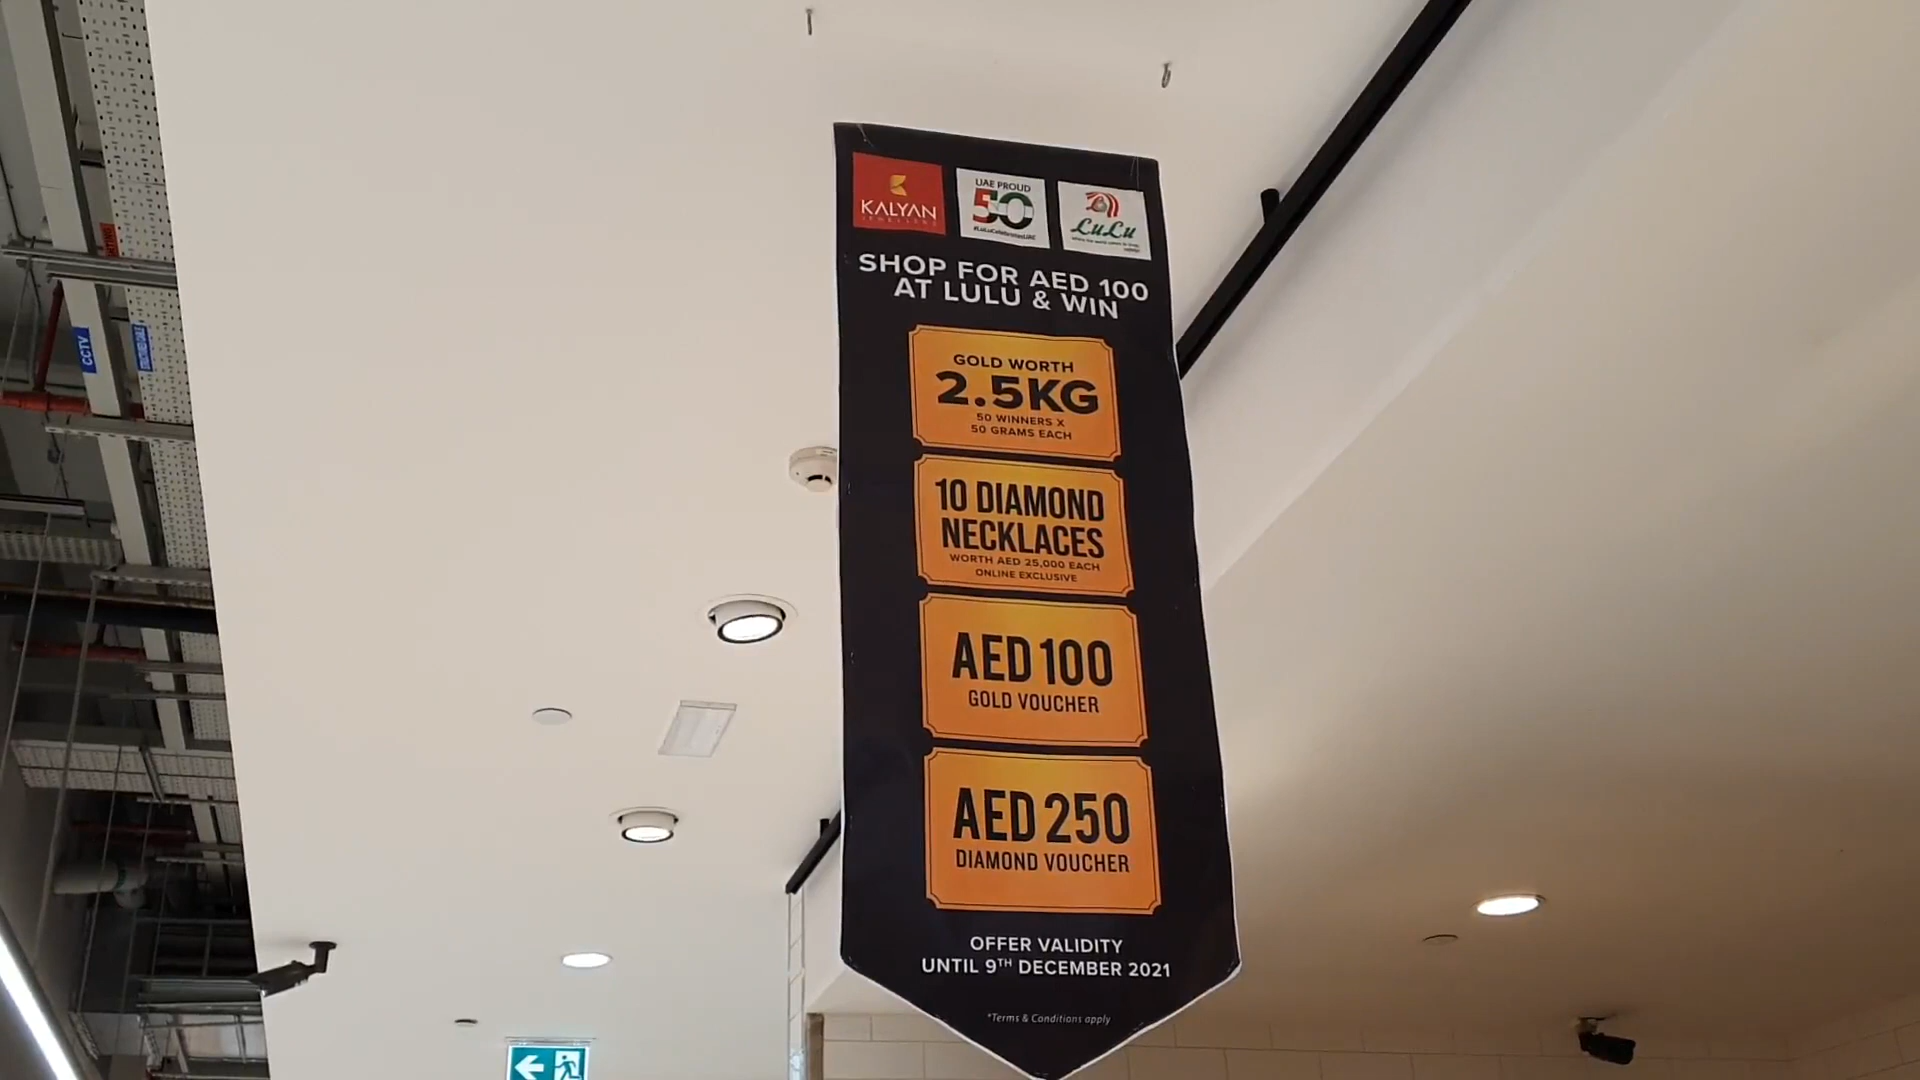 KALYAN
JEWELLERS
UAE PROUD
50
#LuLuCelebratesUAE
LuLu
SHOP FOR AED 100
AT LULU & WIN
GOLD WORTH
2.5KG
50 WINNERS X
50 GRAMS EACH
10 DIAMOND
NECKLACES
WORTH AED 25,000 EACH
ONLINE EXCLUSIVE
AED 100
GOLD VOUCHER
AED 250
DIAMOND VOUCHER
OFFER VALIDITY
UNTIL 9TH DECEMBER 2021
*Terms & Conditions apply
CCTV